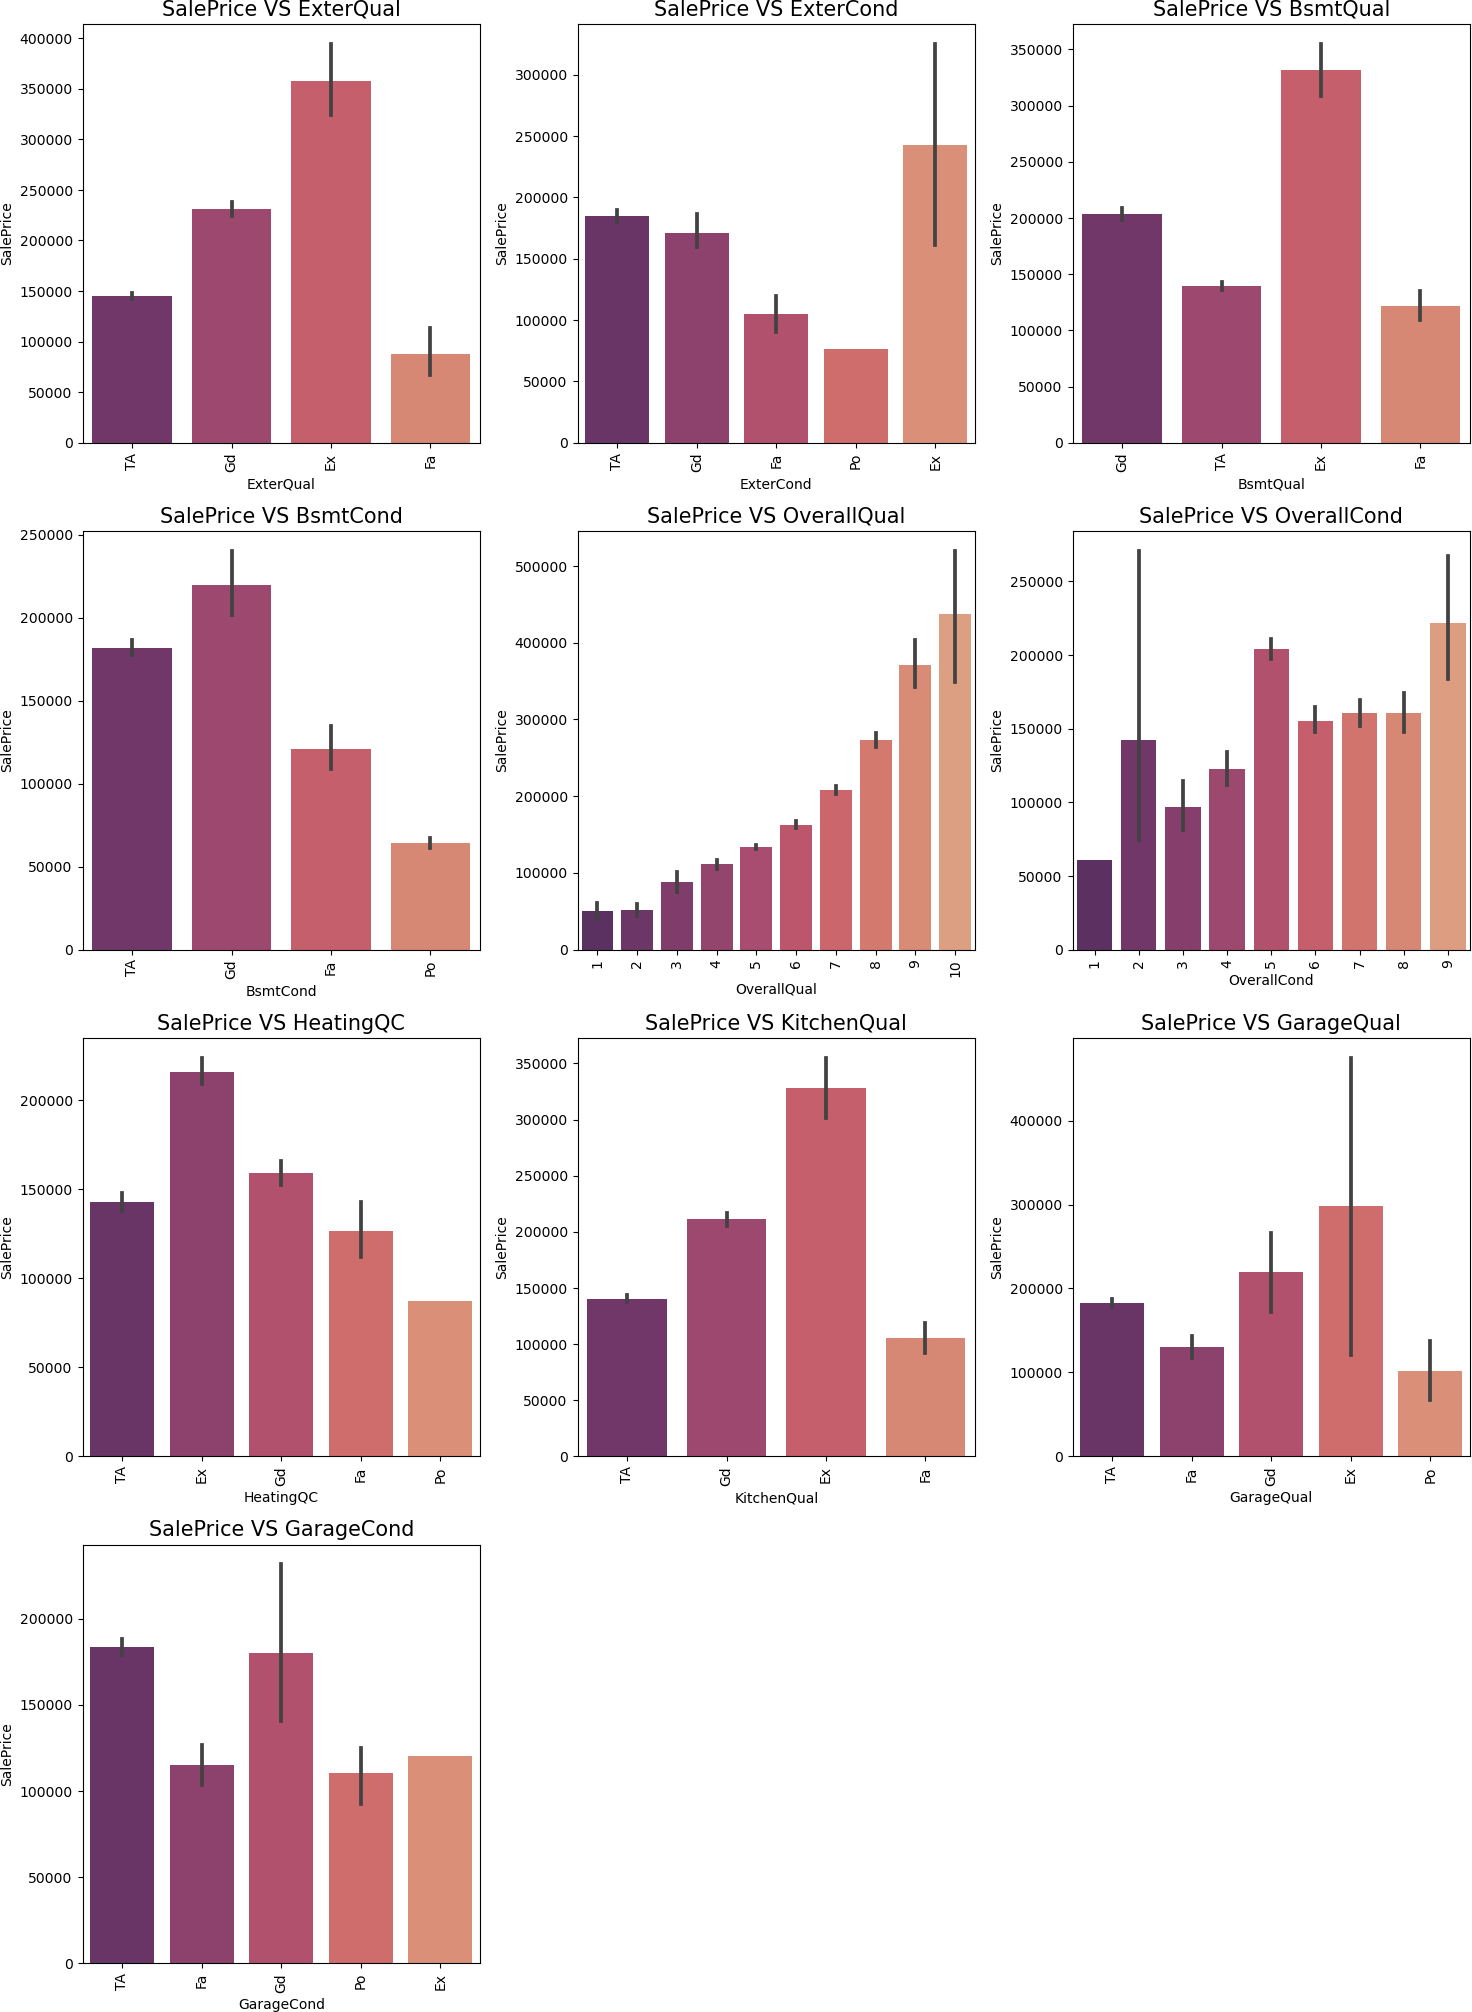 SalePrice VS ExterQual
400000
350000
300000
250000
200000
150000
100000
50000
0
SalePrice
TA Gd Ex Fa
ExterQual
SalePrice VS ExterCond
300000
250000
200000
150000
100000
50000
0
SalePrice
TA Gd Fa Po Ex
ExterCond
SalePrice VS BsmtQual
350000
300000
250000
200000
150000
100000
50000
0
SalePrice
Gd TA Ex Fa
BsmtQual
SalePrice VS BsmtCond
250000
200000
150000
100000
50000
0
SalePrice
TA Gd Fa Po
BsmtCond
SalePrice VS OverallQual
500000
400000
300000
200000
100000
0
SalePrice
1 2 3 4 5 6 7 8 9 10
OverallQual
SalePrice VS OverallCond
250000
200000
150000
100000
50000
0
SalePrice
1 2 3 4 5 6 7 8 9
OverallCond
SalePrice VS HeatingQC
200000
150000
100000
50000
0
SalePrice
TA Ex Gd Fa Po
HeatingQC
SalePrice VS KitchenQual
350000
300000
250000
200000
150000
100000
50000
0
SalePrice
TA Gd Ex Fa
KitchenQual
SalePrice VS GarageQual
400000
300000
200000
100000
0
SalePrice
TA Fa Gd Ex Po
GarageQual
SalePrice VS GarageCond
200000
150000
100000
50000
0
SalePrice
TA Fa Gd Po Ex
GarageCond